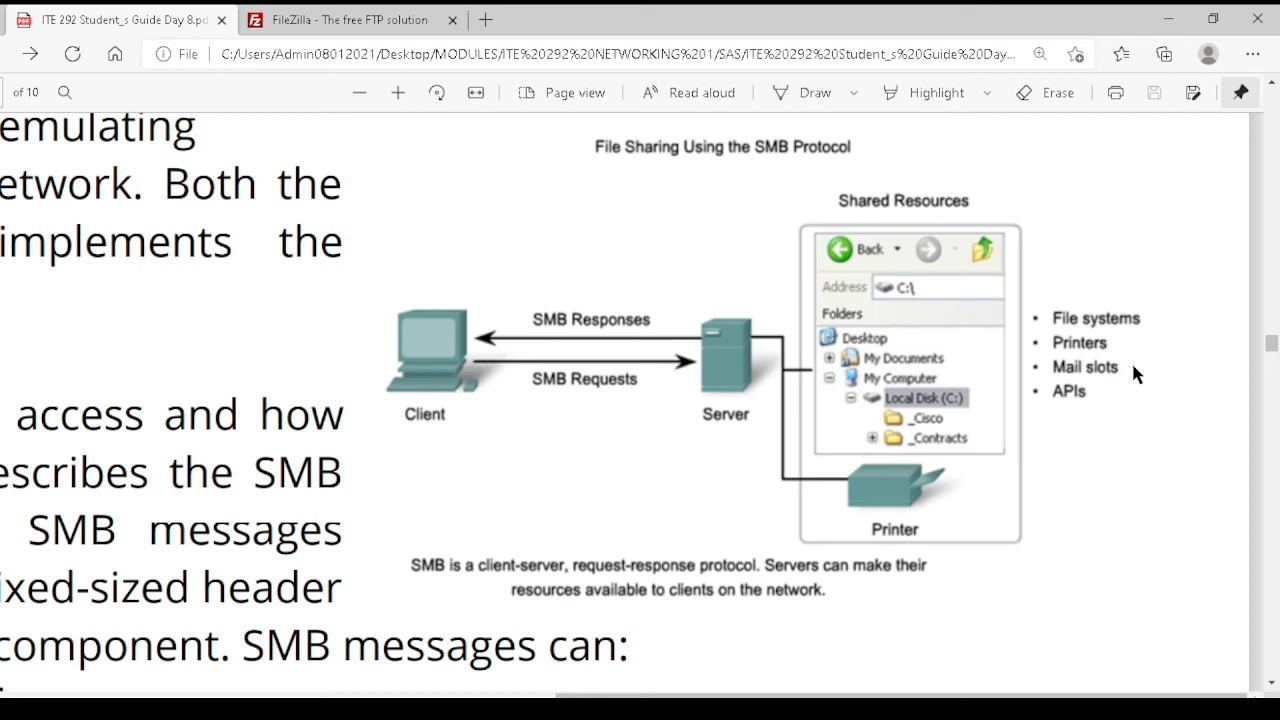 ITE 292 Student_s Guide Day 8.pd
FileZilla - The free FTP solution
File
C:/Users/Admin08012021/Desktop/MODULES/ITE%20292%20NETWORKING%201/SAS/ITE%20292%20Student_s%20Guide%20Day...
of 10
Page view
Read aloud
Draw
Highlight
Erase
emulating
etwork. Both the
implements the
access and how
escribes the SMB
SMB messages
ixed-sized header
component. SMB messages can:
File Sharing Using the SMB Protocol
Shared Resources
Back
Address C:\
Folders
Desktop
My Documents
My Computer
Local Disk (C:)
_Cisco
_Contracts
Printer
SMB Responses
SMB Requests
Client
Server
• File systems
• Printers
• Mail slots
• APIs
SMB is a client-server, request-response protocol. Servers can make their
resources available to clients on the network.